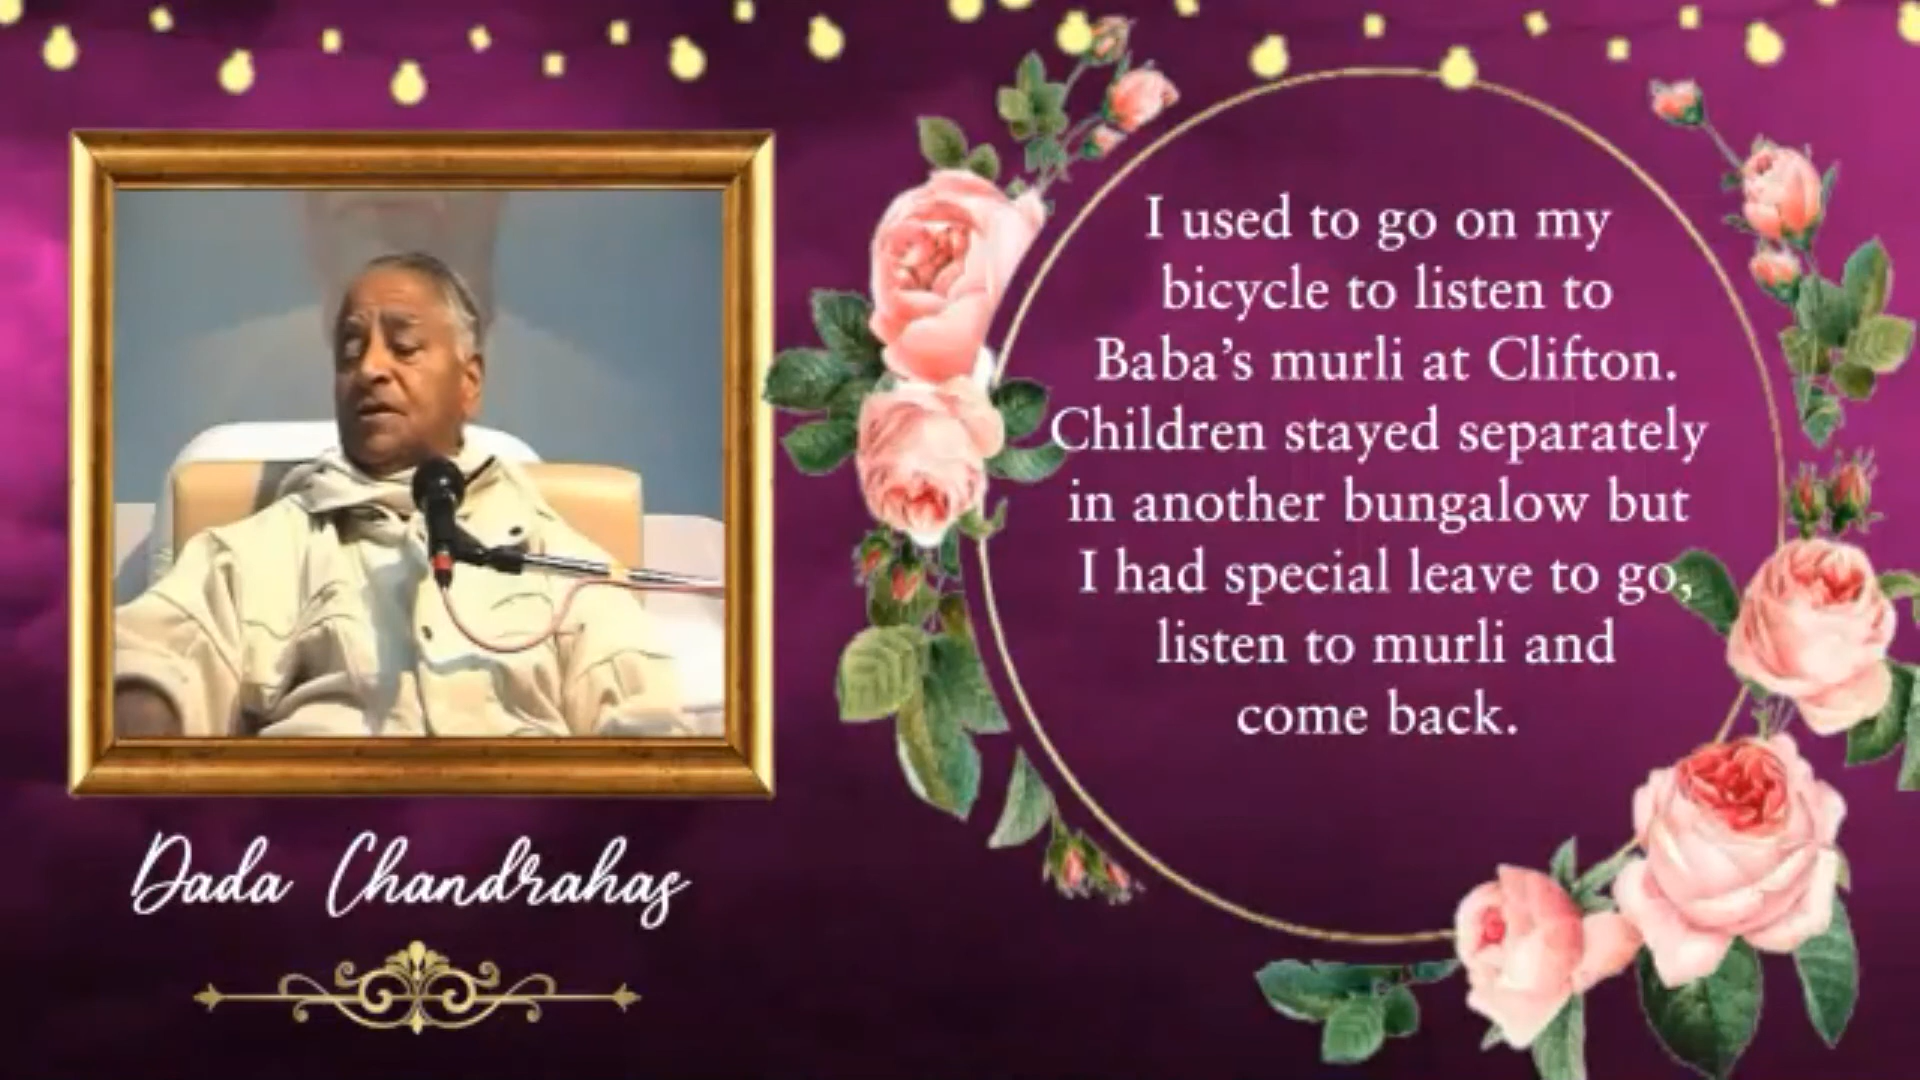 I used to go on my
bicycle to listen to
Baba's murli at Clifton.
Children stayed separately
in another bungalow but
I had special leave to go,
listen to murli and
come back.
Dada Chandrahas